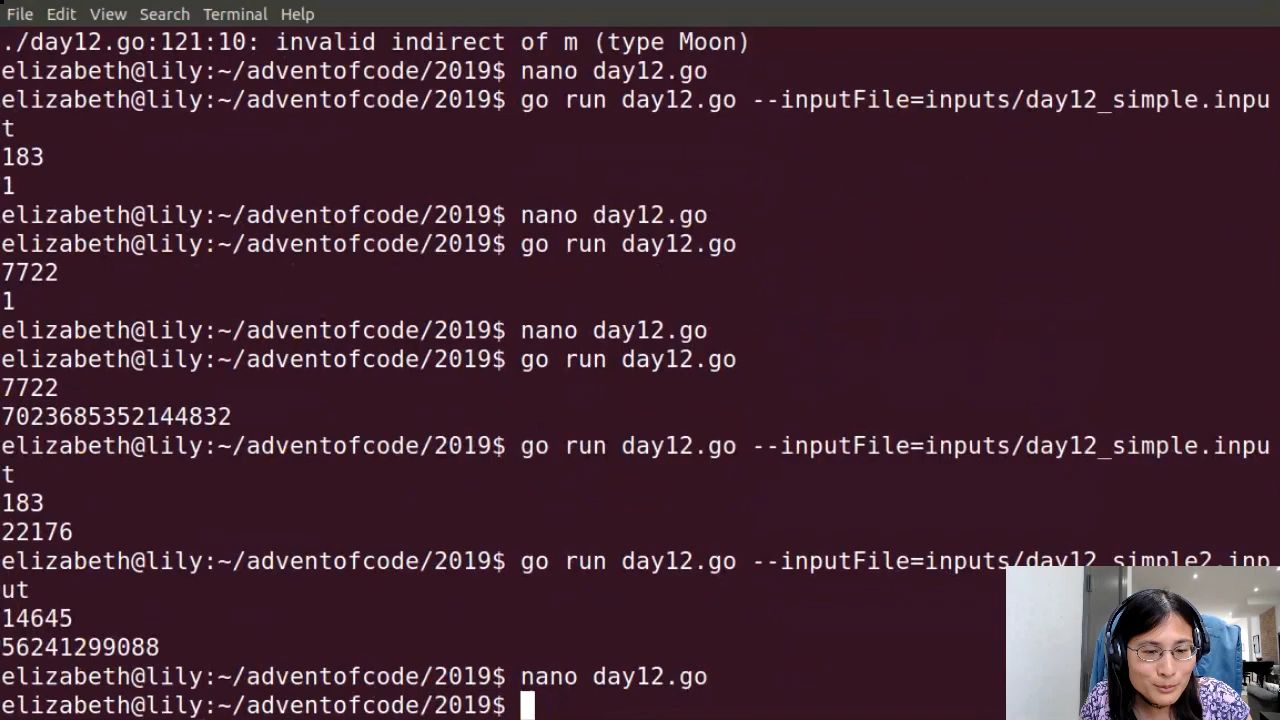 File Edit View Search Terminal Help
./day12.go:121:10: invalid indirect of m (type Moon)
elizabeth@lily:~/adventofcode/2019$ nano day12.go
elizabeth@lily:~/adventofcode/2019$ go run day12.go --inputFile=inputs/day12_simple.inpu
t
183
1
elizabeth@lily:~/adventofcode/2019$ nano day12.go
elizabeth@lily:~/adventofcode/2019$ go run day12.go
7722
1
elizabeth@lily:~/adventofcode/2019$ nano day12.go
elizabeth@lily:~/adventofcode/2019$ go run day12.go
7722
7023685352144832
elizabeth@lily:~/adventofcode/2019$ go run day12.go --inputFile=inputs/day12_simple.inpu
t
183
22176
elizabeth@lily:~/adventofcode/2019$ go run day12.go --inputFile=inputs/day12_simple2.inp
ut
14645
56241299088
elizabeth@lily:~/adventofcode/2019$ nano day12.go
elizabeth@lily:~/adventofcode/2019$